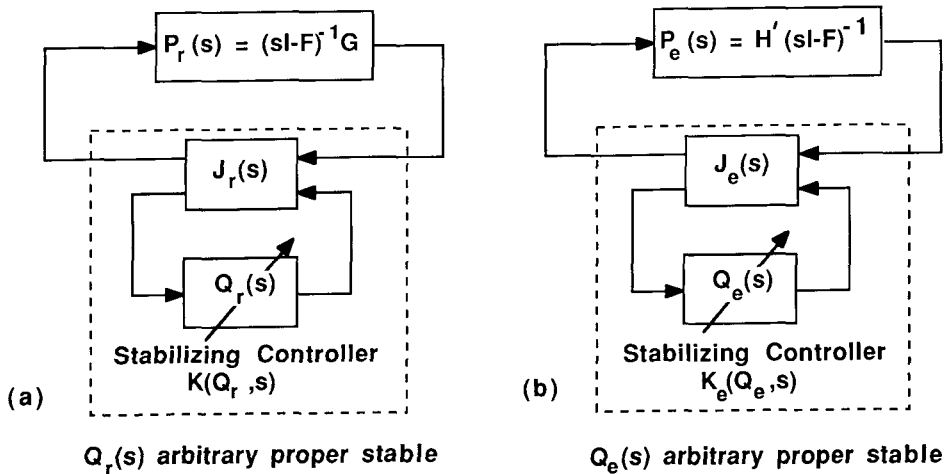 P_r(s) = (sI-F)^-1 G
J_r(s)
Q_r(s)
Stabilizing Controller
K(Q_r ,s)
(a)
Q_r(s) arbitrary proper stable
P_e(s) = H′ (sI-F)^-1
J_e(s)
Q_e(s)
Stabilizing Controller
K_e(Q_e ,s)
(b)
Q_e(s) arbitrary proper stable